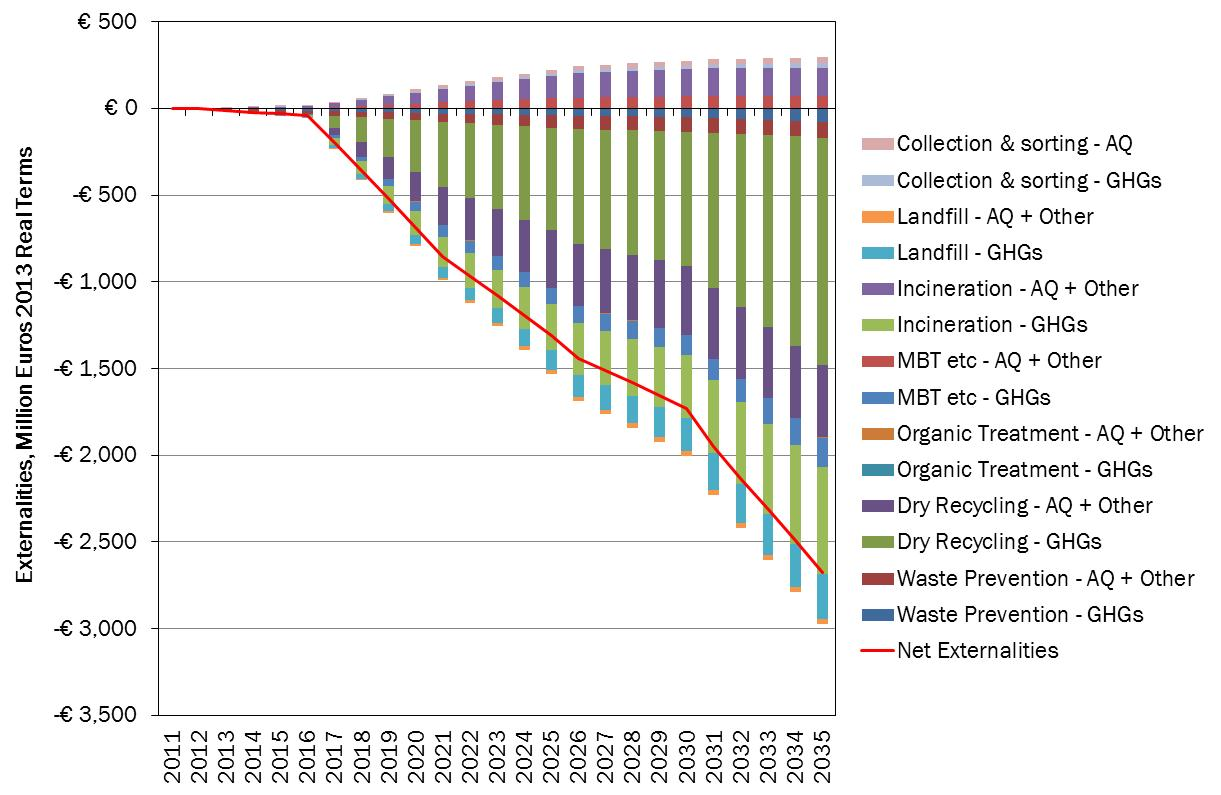 Externalities, Million Euros 2013 Real Terms
€ 500
€ 0
-€ 500
-€ 1,000
-€ 1,500
-€ 2,000
-€ 2,500
-€ 3,000
-€ 3,500
2011
2012
2013
2014
2015
2016
2017
2018
2019
2020
2021
2022
2023
2024
2025
2026
2027
2028
2029
2030
2031
2032
2033
2034
2035
Collection & sorting - AQ
Collection & sorting - GHGs
Landfill - AQ + Other
Landfill - GHGs
Incineration - AQ + Other
Incineration - GHGs
MBT etc - AQ + Other
MBT etc - GHGs
Organic Treatment - AQ + Other
Organic Treatment - GHGs
Dry Recycling - AQ + Other
Dry Recycling - GHGs
Waste Prevention - AQ + Other
Waste Prevention - GHGs
Net Externalities